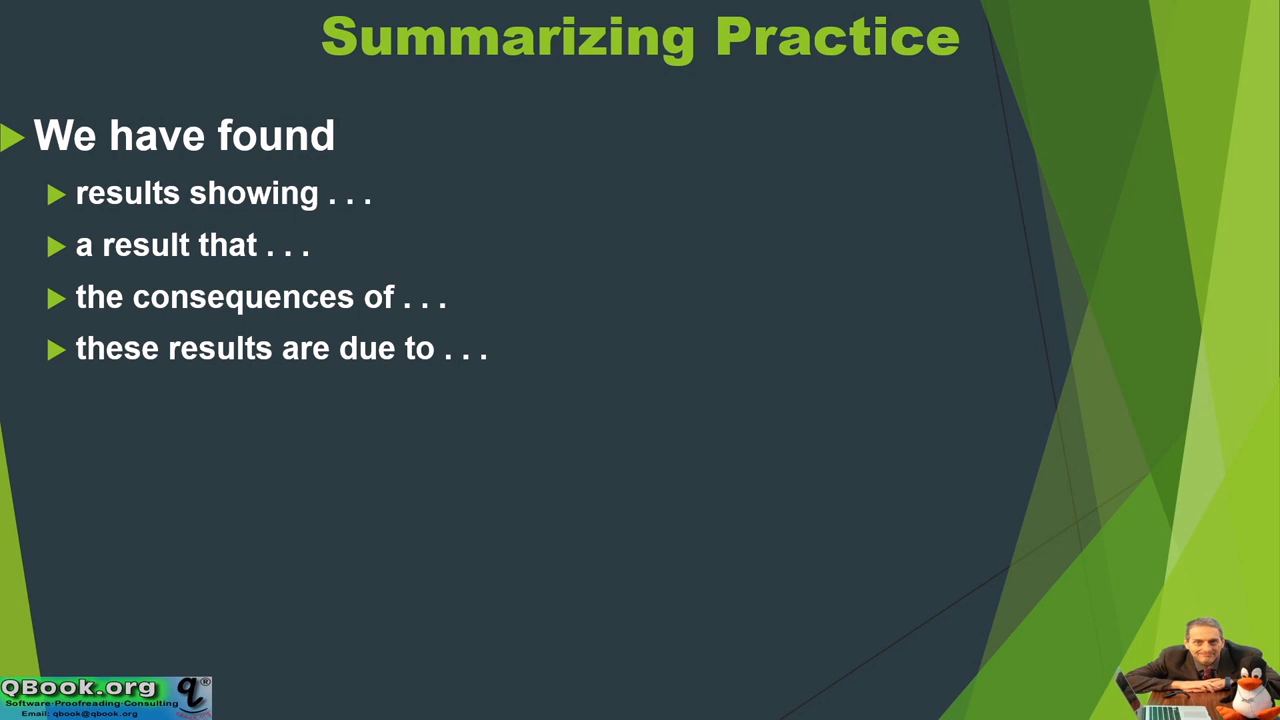 Summarizing Practice
We have found
results showing . . .
a result that . . .
the consequences of . . .
these results are due to . . .
QBook.org
Software·Proofreading·Consulting
Email: qbook@qbook.org
q®